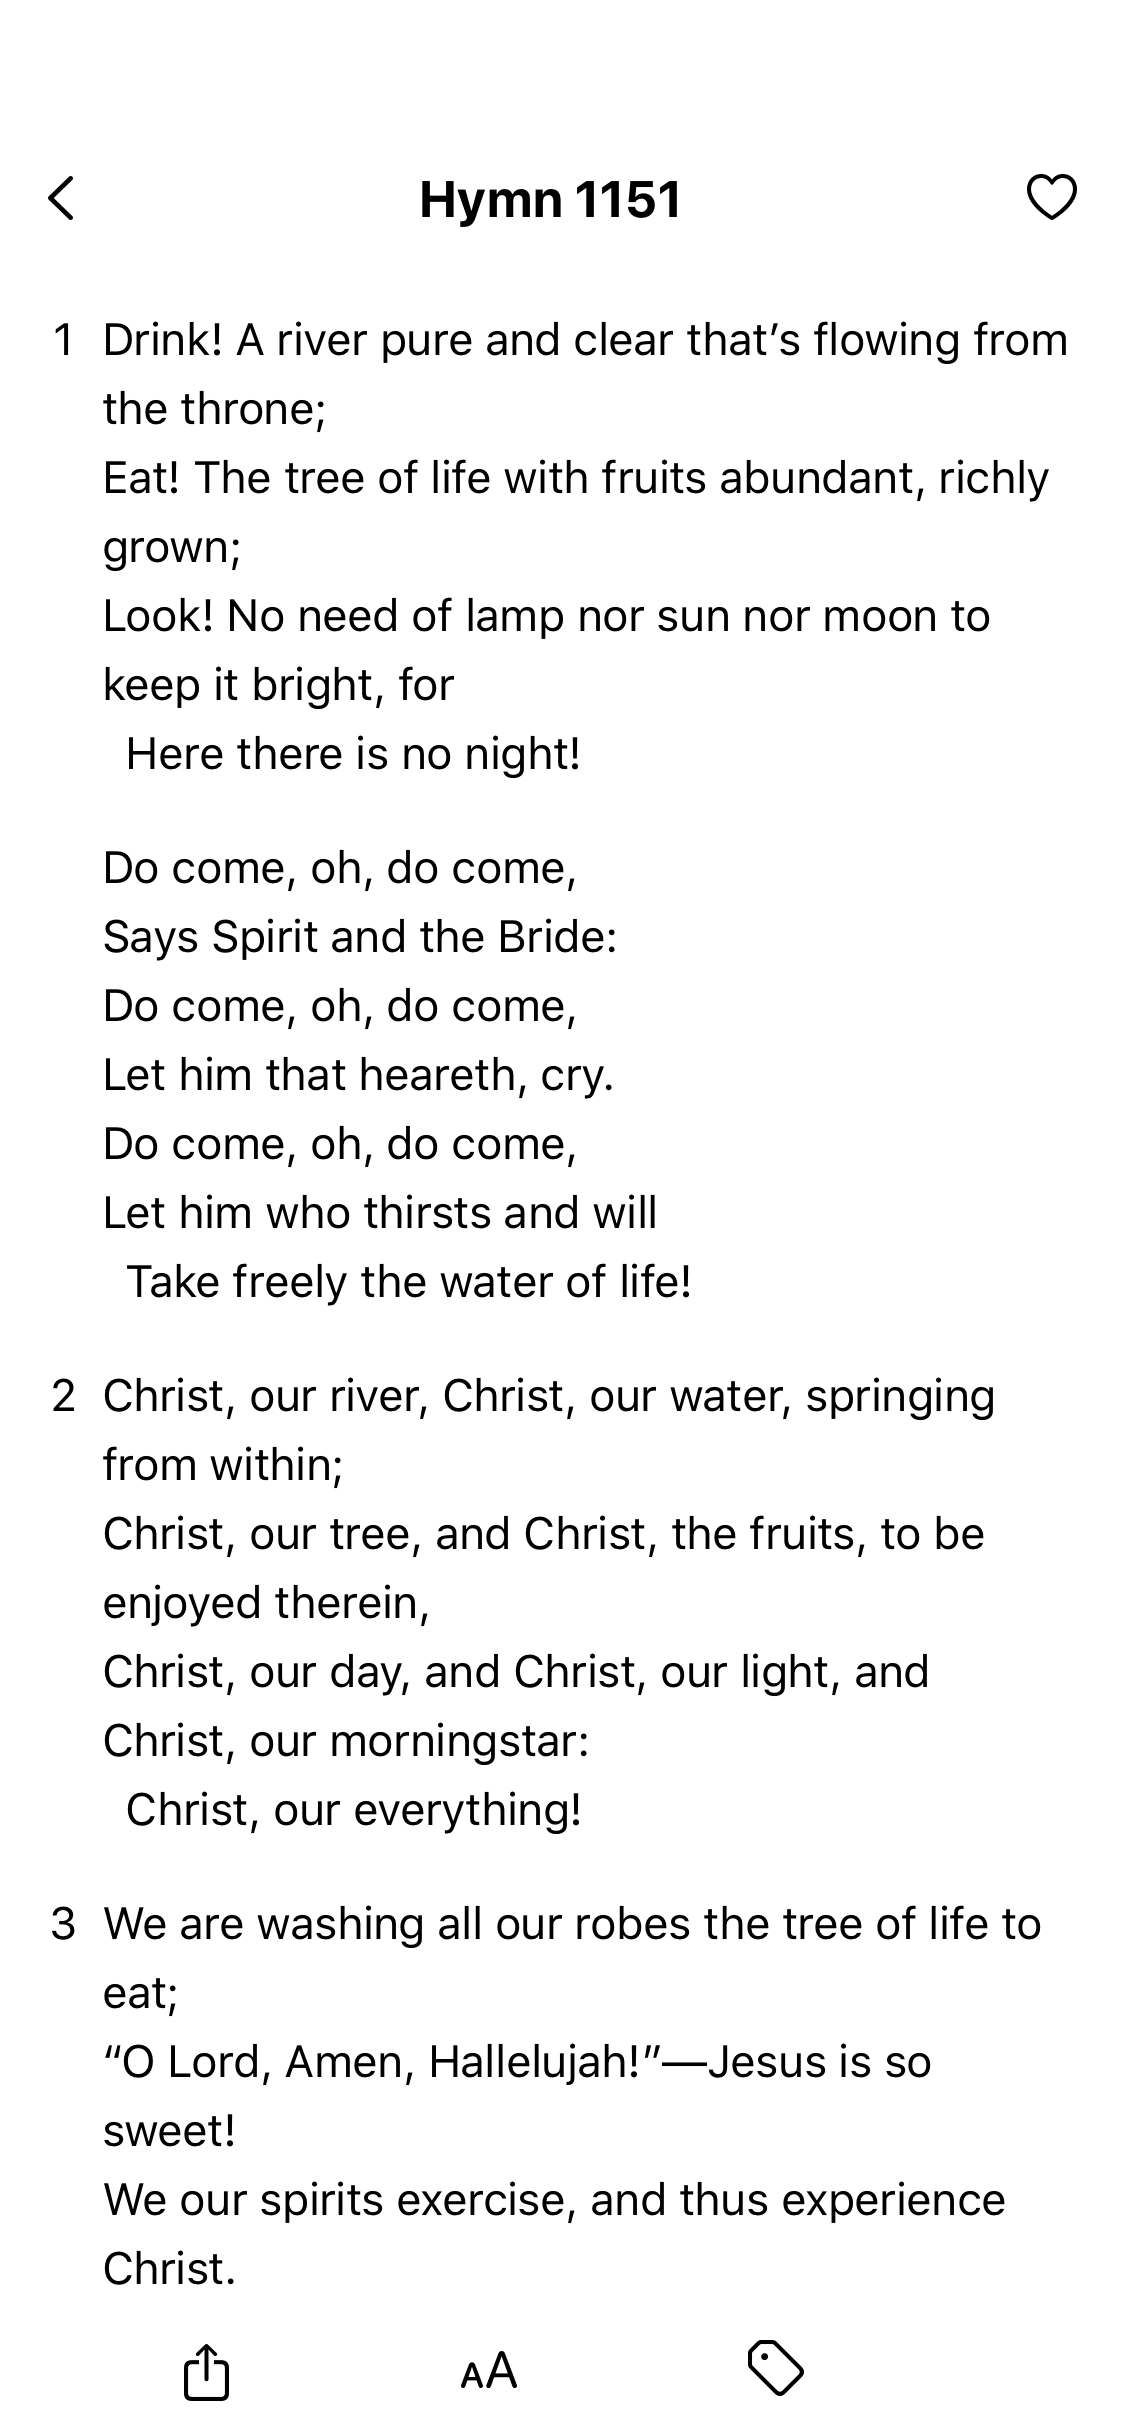 Hymn 1151
1 Drink! A river pure and clear that’s flowing from
the throne;
Eat! The tree of life with fruits abundant, richly
grown;
Look! No need of lamp nor sun nor moon to
keep it bright, for
Here there is no night!
Do come, oh, do come,
Says Spirit and the Bride:
Do come, oh, do come,
Let him that heareth, cry.
Do come, oh, do come,
Let him who thirsts and will
Take freely the water of life!
2 Christ, our river, Christ, our water, springing
from within;
Christ, our tree, and Christ, the fruits, to be
enjoyed therein,
Christ, our day, and Christ, our light, and
Christ, our morningstar:
Christ, our everything!
3 We are washing all our robes the tree of life to
eat;
“O Lord, Amen, Hallelujah!”—Jesus is so
sweet!
We our spirits exercise, and thus experience
Christ.
AA